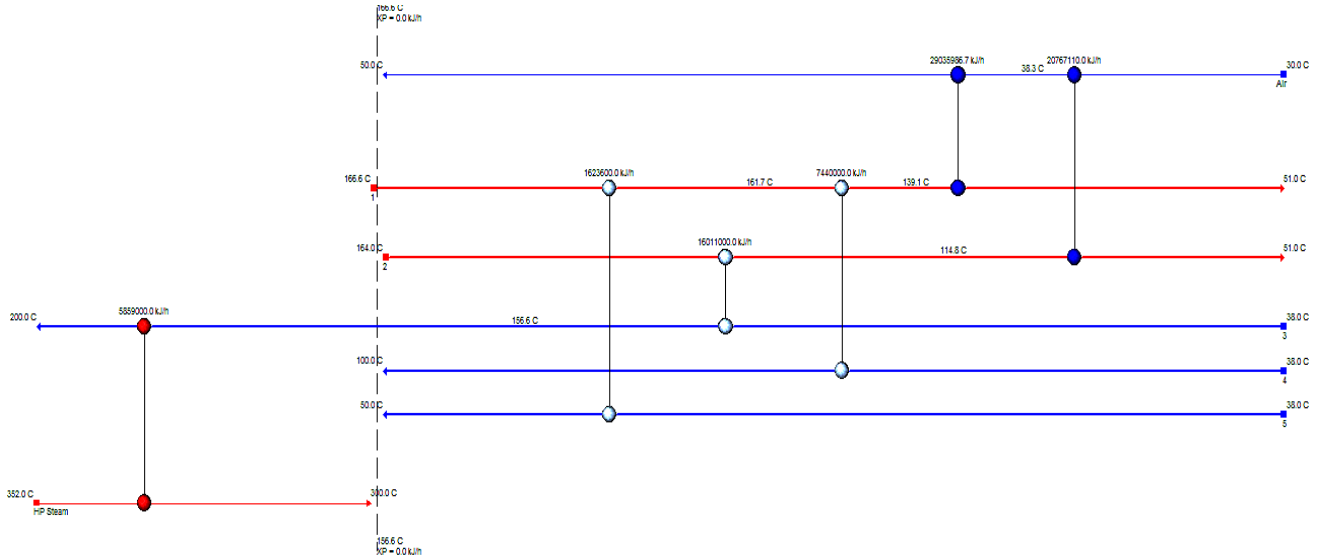 166.6 C
XP = 0.0 kJ/h
29035986.7 kJ/h
20767110.0 kJ/h
50.0 C
38.3 C
30.0 C
Air
1623600.0 kJ/h
7440000.0 kJ/h
166.6 C
161.7 C
139.1 C
51.0 C
1
16011000.0 kJ/h
164.0 C
114.8 C
51.0 C
2
5859000.0 kJ/h
200.0 C
156.6 C
38.0 C
3
100.0 C
38.0 C
4
50.0 C
38.0 C
5
352.0 C
300.0 C
HP Steam
156.6 C
XP = 0.0 kJ/h